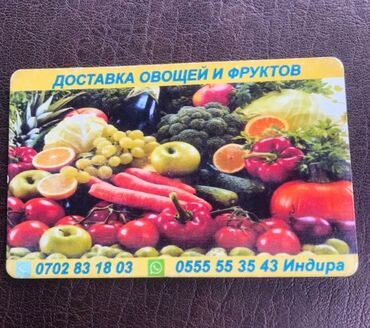 ДОСТАВКА ОВОЩЕЙ И ФРУКТОВ
0702 83 18 03 0555 55 35 43 Индира